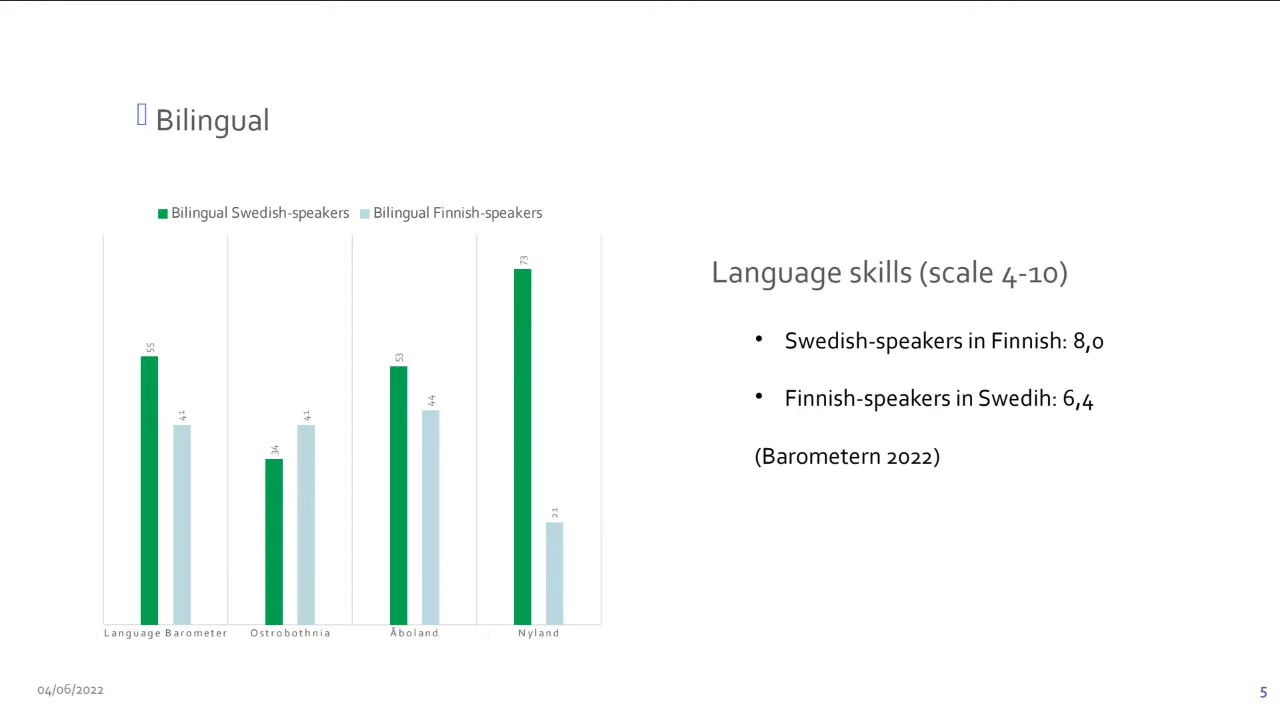 Bilingual
Bilingual Swedish-speakers Bilingual Finnish-speakers
55
41
34
41
53
44
73
21
Language Barometer Ostrobothnia Åboland Nyland
Language skills (scale 4-10)
• Swedish-speakers in Finnish: 8,0
• Finnish-speakers in Swedih: 6,4
(Barometern 2022)
04/06/2022
5